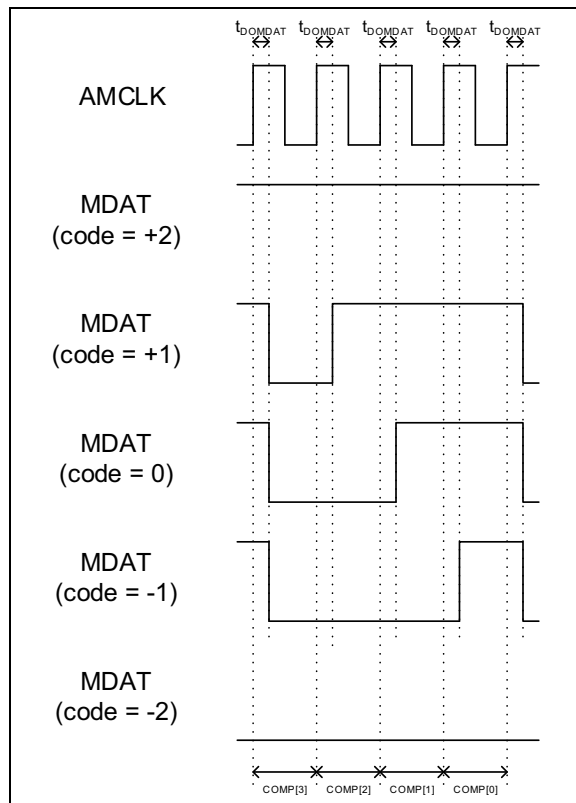 tDOMDAT tDOMDAT tDOMDAT tDOMDAT tDOMDAT
AMCLK
MDAT
(code = +2)
MDAT
(code = +1)
MDAT
(code = 0)
MDAT
(code = -1)
MDAT
(code = -2)
COMP[3] COMP[2] COMP[1] COMP[0]